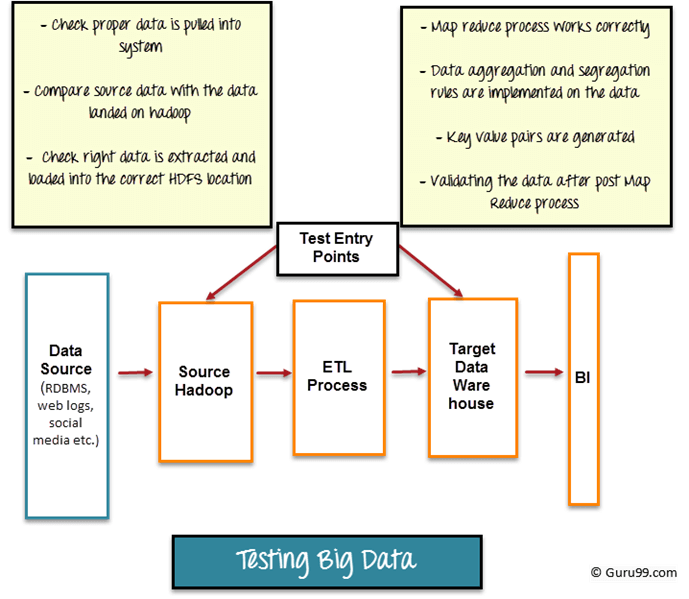 - Check proper data is pulled into
system
- Compare source data with the data
landed on hadoop
- Check right data is extracted and
loaded into the correct HDFS location
- Map reduce process works correctly
- Data aggregation and segregation
rules are implemented on the data
- Key value pairs are generated
- Validating the data after post Map
Reduce process
Test Entry
Points
Data
Source
(RDBMS,
web logs,
social
media etc.)
Source
Hadoop
ETL
Process
Target
Data
Ware
house
BI
Testing Big Data
© Guru99.com